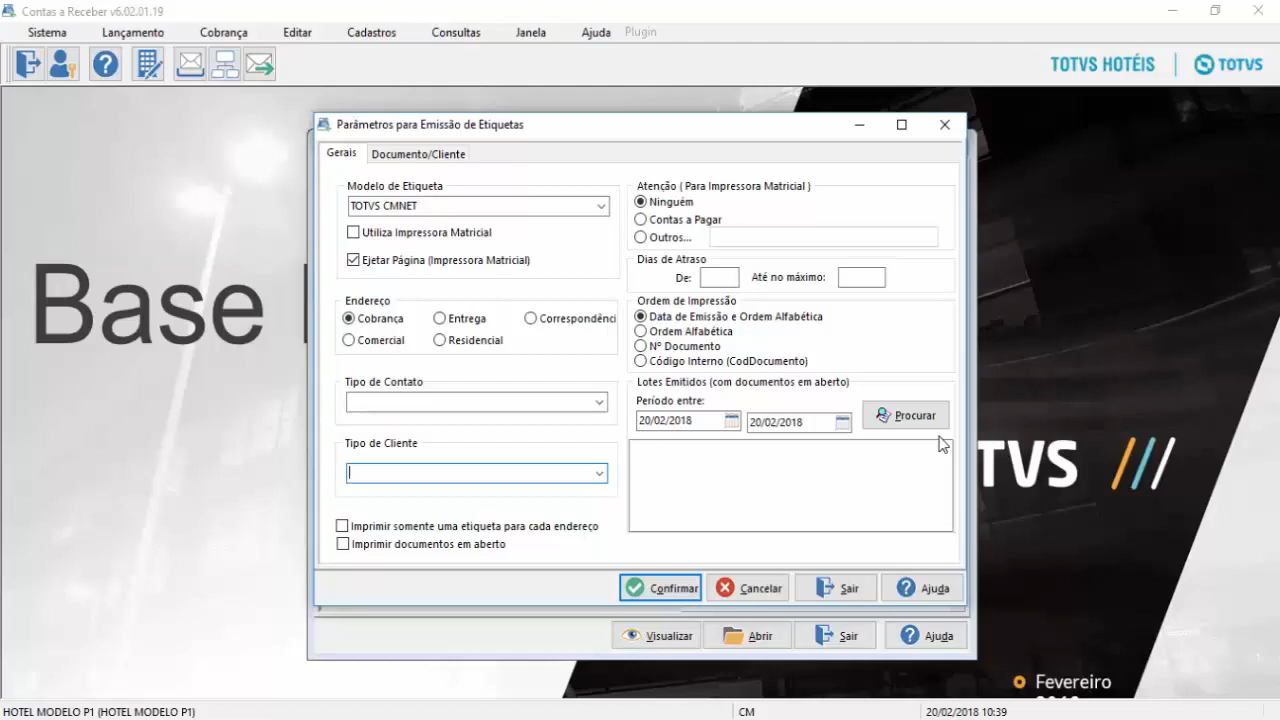 Contas a Receber v6.02.01.19
Sistema Lançamento Cobrança Editar Cadastros Consultas Janela Ajuda Plugin
TOTVS HOTÉIS TOTVS
Base
Parâmetros para Emissão de Etiquetas
Gerais Documento/Cliente
Modelo de Etiqueta
TOTVS CMNET
Utiliza Impressora Matricial
Ejetar Página (Impressora Matricial)
Endereço
Cobrança Entrega Correspondênci
Comercial Residencial
Tipo de Contato
Tipo de Cliente
Imprimir somente uma etiqueta para cada endereço
Imprimir documentos em aberto
Atenção ( Para Impressora Matricial )
Ninguém
Contas a Pagar
Outros...
Dias de Atraso
De: Até no máximo:
Ordem de Impressão
Data de Emissão e Ordem Alfabética
Ordem Alfabética
Nº Documento
Código Interno (CodDocumento)
Lotes Emitidos (com documentos em aberto)
Período entre:
20/02/2018 20/02/2018 Procurar
TVS
Confirmar Cancelar Sair Ajuda
Visualizar Abrir Sair Ajuda
Fevereiro
HOTEL MODELO P1 (HOTEL MODELO P1) CM 20/02/2018 10:39